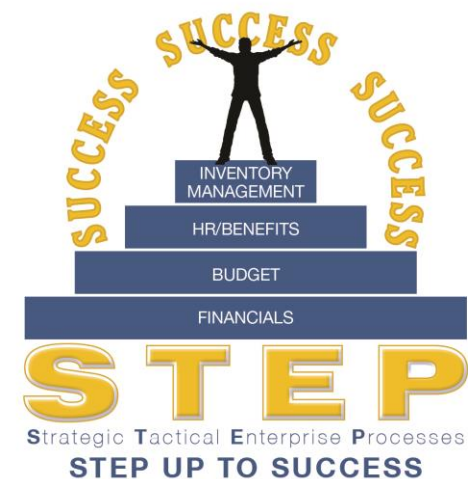 SUCCESS SUCCESS SUCCESS
INVENTORY
MANAGEMENT
HR/BENEFITS
BUDGET
FINANCIALS
STEP
Strategic Tactical Enterprise Processes
STEP UP TO SUCCESS